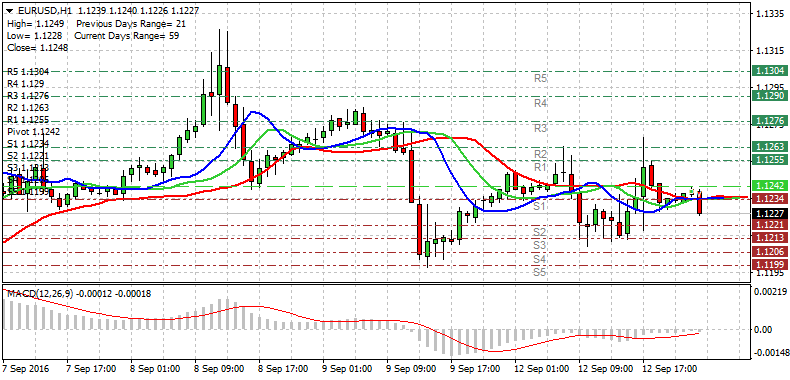 EURUSD,H1 1.1239 1.1240 1.1226 1.1227
High= 1.1249 Previous Days Range= 21
Low= 1.1228 Current Days Range= 59
Close= 1.1248
R5 1.1304
R4 1.129
R3 1.1276
R2 1.1263
R1 1.1255
Pivot 1.1242
S1 1.1234
S2 1.1221
S3 1.1213
R5
R4
R3
R2
R1
S1
S2
S3
S4
S5
1.1335
1.1315
1.1304
1.1290
1.1276
1.1275
1.1263
1.1255
1.1242
1.1234
1.1227
1.1221
1.1213
1.1206
1.1199
1.1195
MACD(12,26,9) -0.00012 -0.00018
0.00219
0.00
-0.00148
7 Sep 2016
7 Sep 17:00
8 Sep 01:00
8 Sep 09:00
8 Sep 17:00
9 Sep 01:00
9 Sep 09:00
9 Sep 17:00
12 Sep 01:00
12 Sep 09:00
12 Sep 17:00